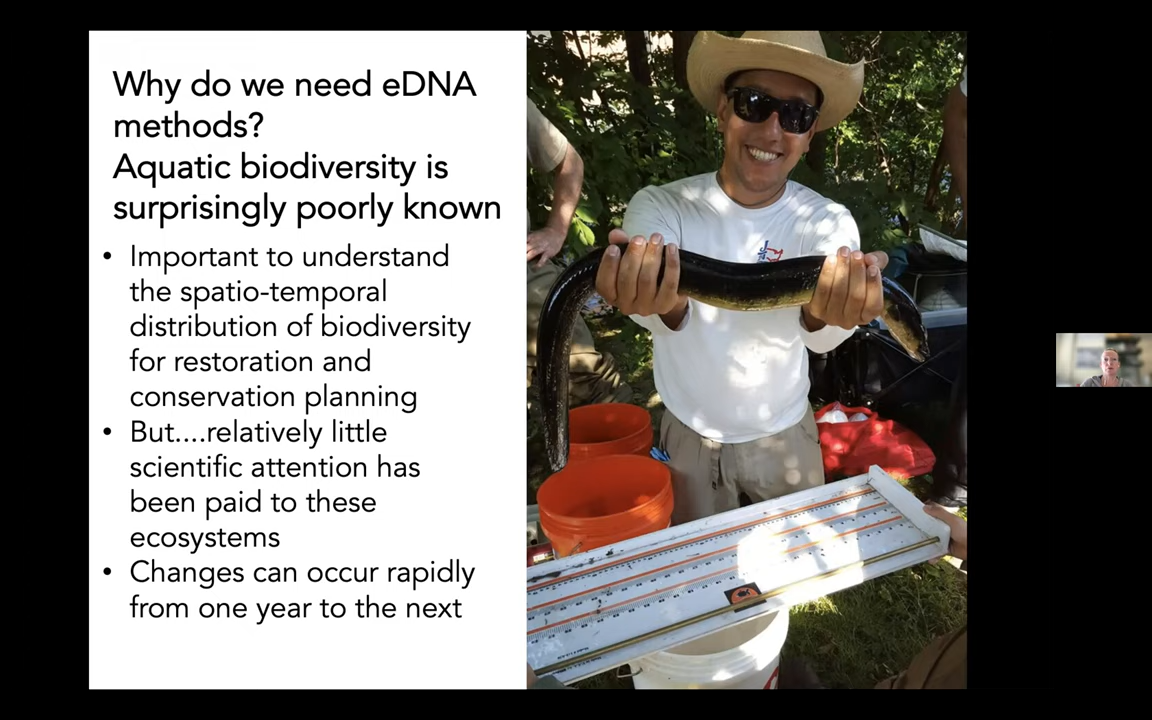 Why do we need eDNA
methods?
Aquatic biodiversity is
surprisingly poorly known
• Important to understand
the spatio-temporal
distribution of biodiversity
for restoration and
conservation planning
• But....relatively little
scientific attention has
been paid to these
ecosystems
• Changes can occur rapidly
from one year to the next